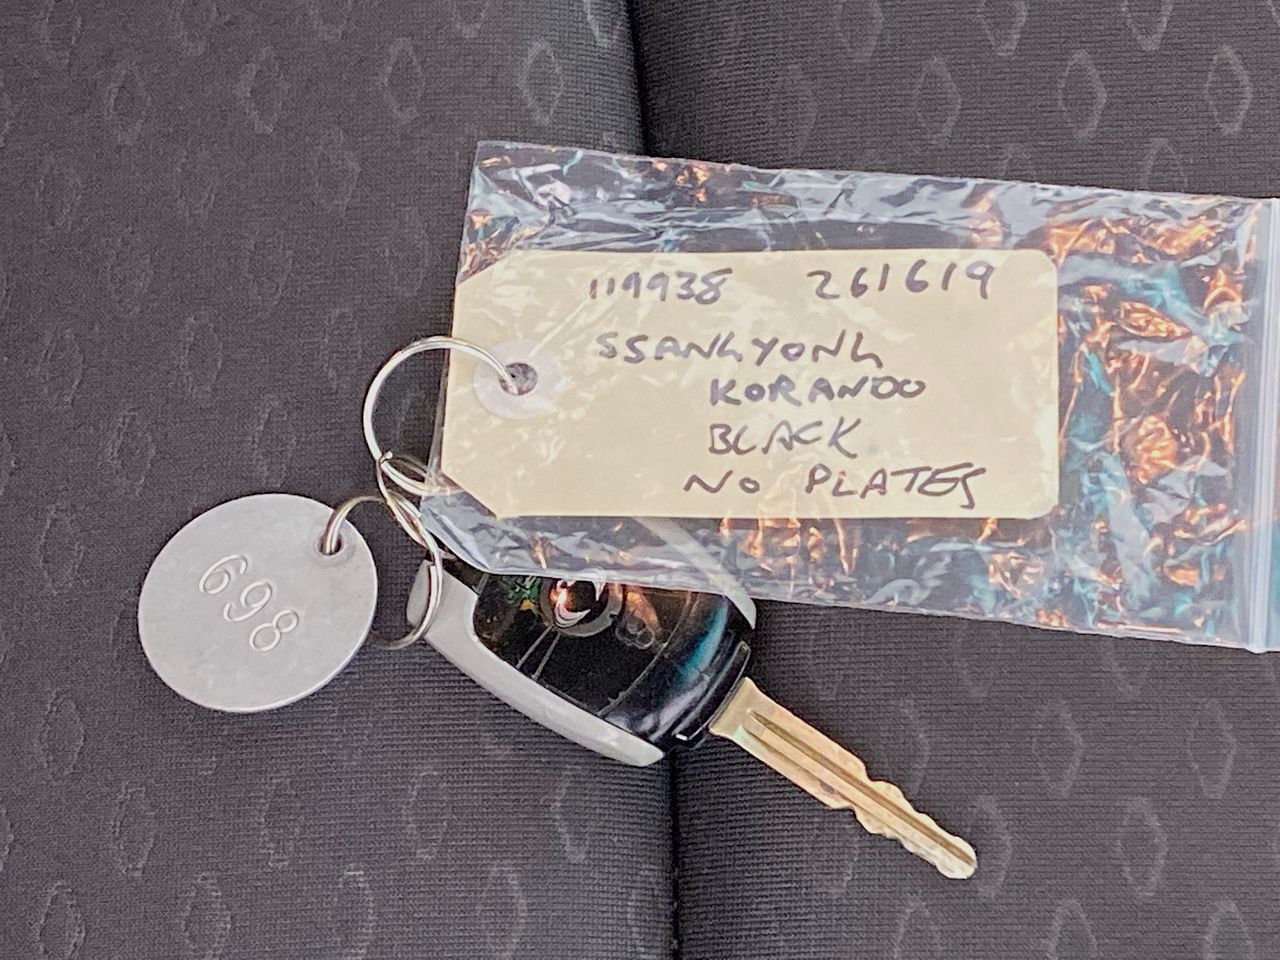 119938 261619
SSANGYONG
KORANDO
BLACK
NO PLATES
698